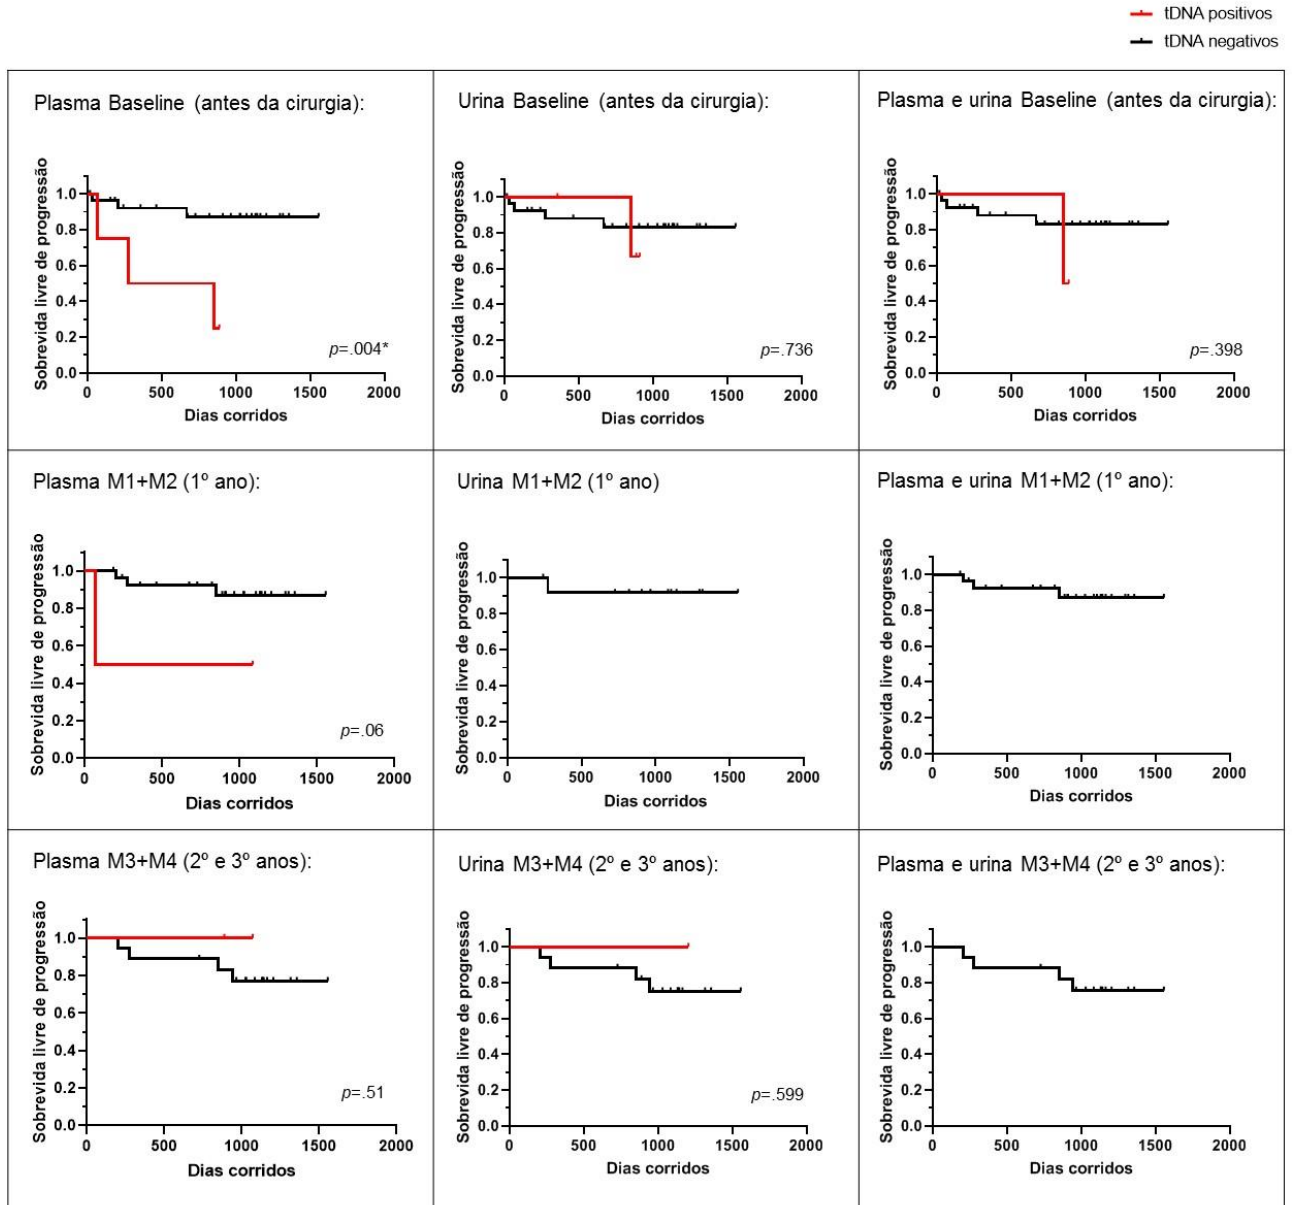 tDNA positivos
tDNA negativos
Plasma Baseline (antes da cirurgia):
Sobrevida livre de progressão
1.0
0.8
0.6
0.4
0.2
0.0
p=.004*
0 500 1000 1500 2000
Dias corridos
Urina Baseline (antes da cirurgia):
Sobrevida livre de progressão
1.0
0.8
0.6
0.4
0.2
0.0
p=.736
0 500 1000 1500 2000
Dias corridos
Plasma e urina Baseline (antes da cirurgia):
Sobrevida livre de progressão
1.0
0.8
0.6
0.4
0.2
0.0
p=.398
0 500 1000 1500 2000
Dias corridos
Plasma M1+M2 (1º ano):
Sobrevida livre de progressão
1.0
0.8
0.6
0.4
0.2
0.0
p=.06
0 500 1000 1500 2000
Dias corridos
Urina M1+M2 (1º ano)
Sobrevida livre de progressão
1.0
0.8
0.6
0.4
0.2
0.0
0 500 1000 1500 2000
Dias corridos
Plasma e urina M1+M2 (1º ano):
Sobrevida livre de progressão
1.0
0.8
0.6
0.4
0.2
0.0
0 500 1000 1500 2000
Dias corridos
Plasma M3+M4 (2º e 3º anos):
Sobrevida livre de progressão
1.0
0.8
0.6
0.4
0.2
0.0
p=.51
0 500 1000 1500 2000
Dias corridos
Urina M3+M4 (2º e 3º anos):
Sobrevida livre de progressão
1.0
0.8
0.6
0.4
0.2
0.0
p=.599
0 500 1000 1500 2000
Dias corridos
Plasma e urina M3+M4 (2º e 3º anos):
Sobrevida livre de progressão
1.0
0.8
0.6
0.4
0.2
0.0
0 500 1000 1500 2000
Dias corridos